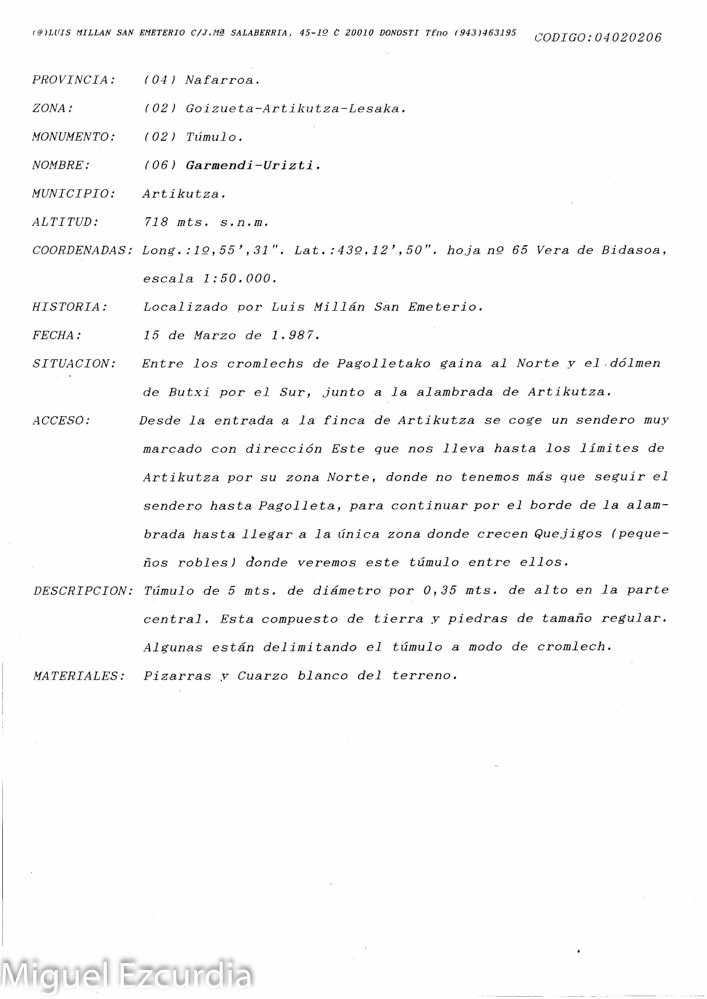 (@)LUIS MILLAN SAN EMETERIO C/J.Mª SALABERRIA, 45-1º C 20010 DONOSTI Tfno (943)463195 CODIGO:04020206
PROVINCIA: (04) Nafarroa.
ZONA: (02) Goizueta-Artikutza-Lesaka.
MONUMENTO: (02) Túmulo.
NOMBRE: (06) Garmendi-Urizti.
MUNICIPIO: Artikutza.
ALTITUD: 718 mts. s.n.m.
COORDENADAS: Long.:1º,55',31". Lat.:43º,12',50". hoja nº 65 Vera de Bidasoa,
escala 1:50.000.
HISTORIA: Localizado por Luis Millán San Emeterio.
FECHA: 15 de Marzo de 1.987.
SITUACION: Entre los cromlechs de Pagolletako gaina al Norte y el dólmen
de Butxi por el Sur, junto a la alambrada de Artikutza.
ACCESO: Desde la entrada a la finca de Artikutza se coge un sendero muy
marcado con dirección Este que nos lleva hasta los límites de
Artikutza por su zona Norte, donde no tenemos más que seguir el
sendero hasta Pagolleta, para continuar por el borde de la alam-
brada hasta llegar a la única zona donde crecen Quejigos (peque-
ños robles) donde veremos este túmulo entre ellos.
DESCRIPCION: Túmulo de 5 mts. de diámetro por 0,35 mts. de alto en la parte
central. Esta compuesto de tierra y piedras de tamaño regular.
Algunas están delimitando el túmulo a modo de cromlech.
MATERIALES: Pizarras y Cuarzo blanco del terreno.
Miguel Ezcurdia